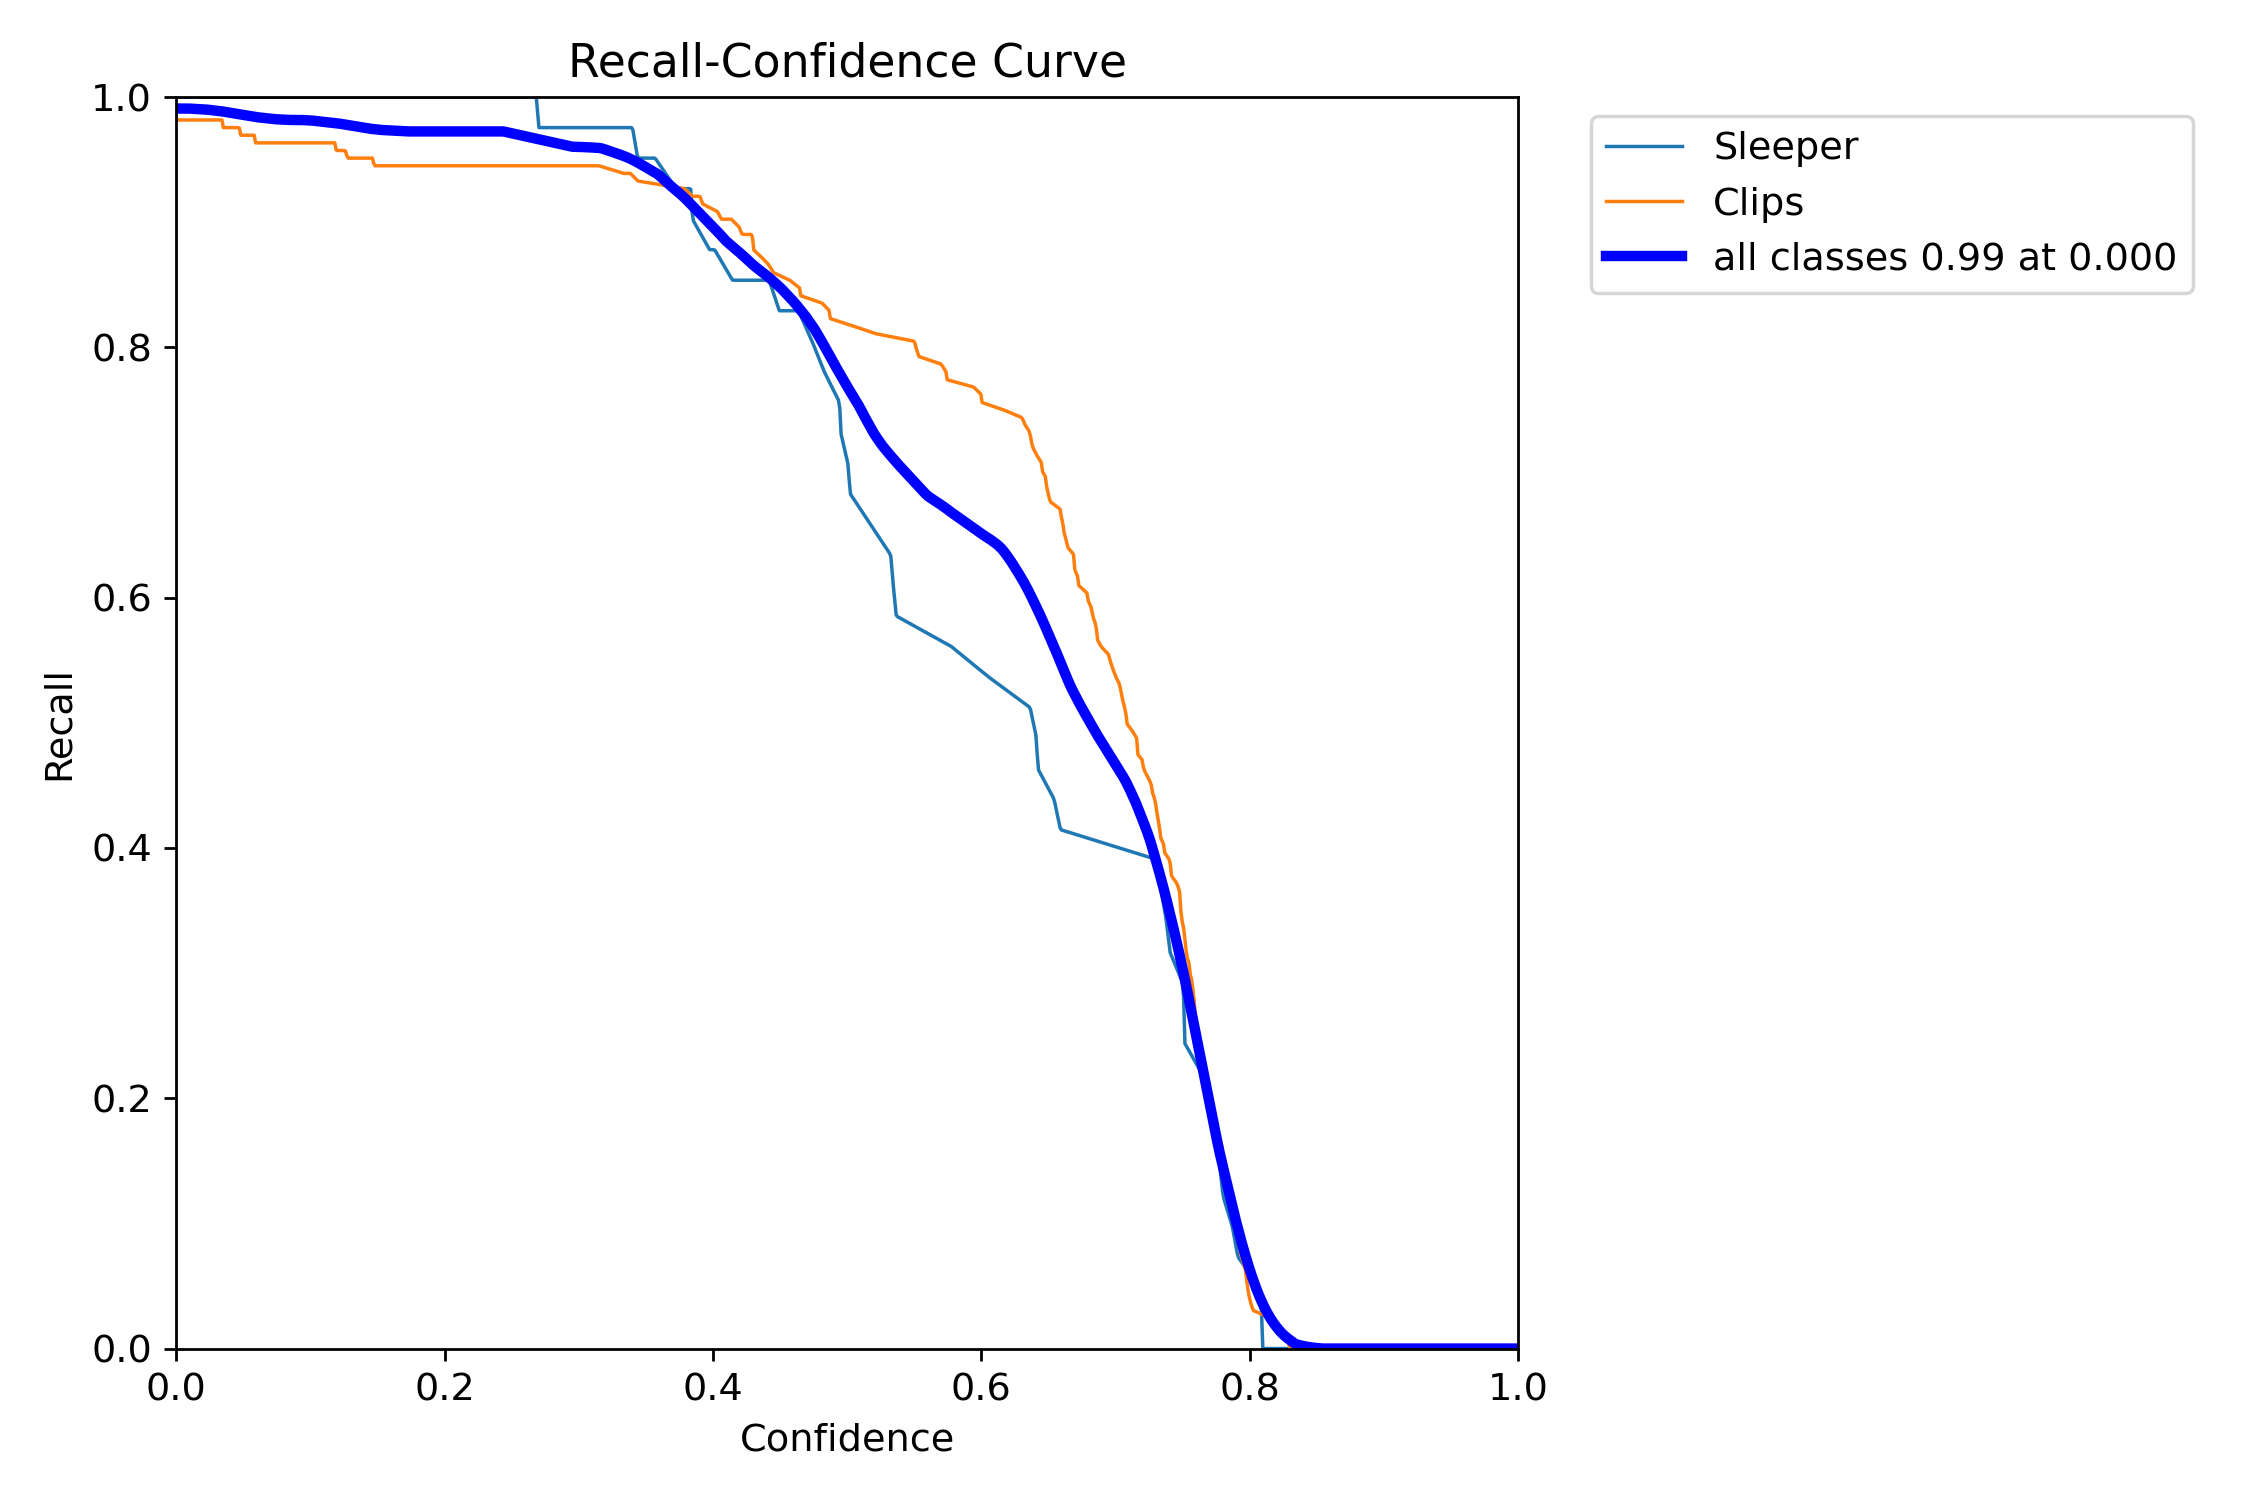 Recall-Confidence Curve
1.0
0.8
0.6
0.4
0.2
0.0
Recall
0.0 0.2 0.4 0.6 0.8 1.0
Confidence
Sleeper
Clips
all classes 0.99 at 0.000